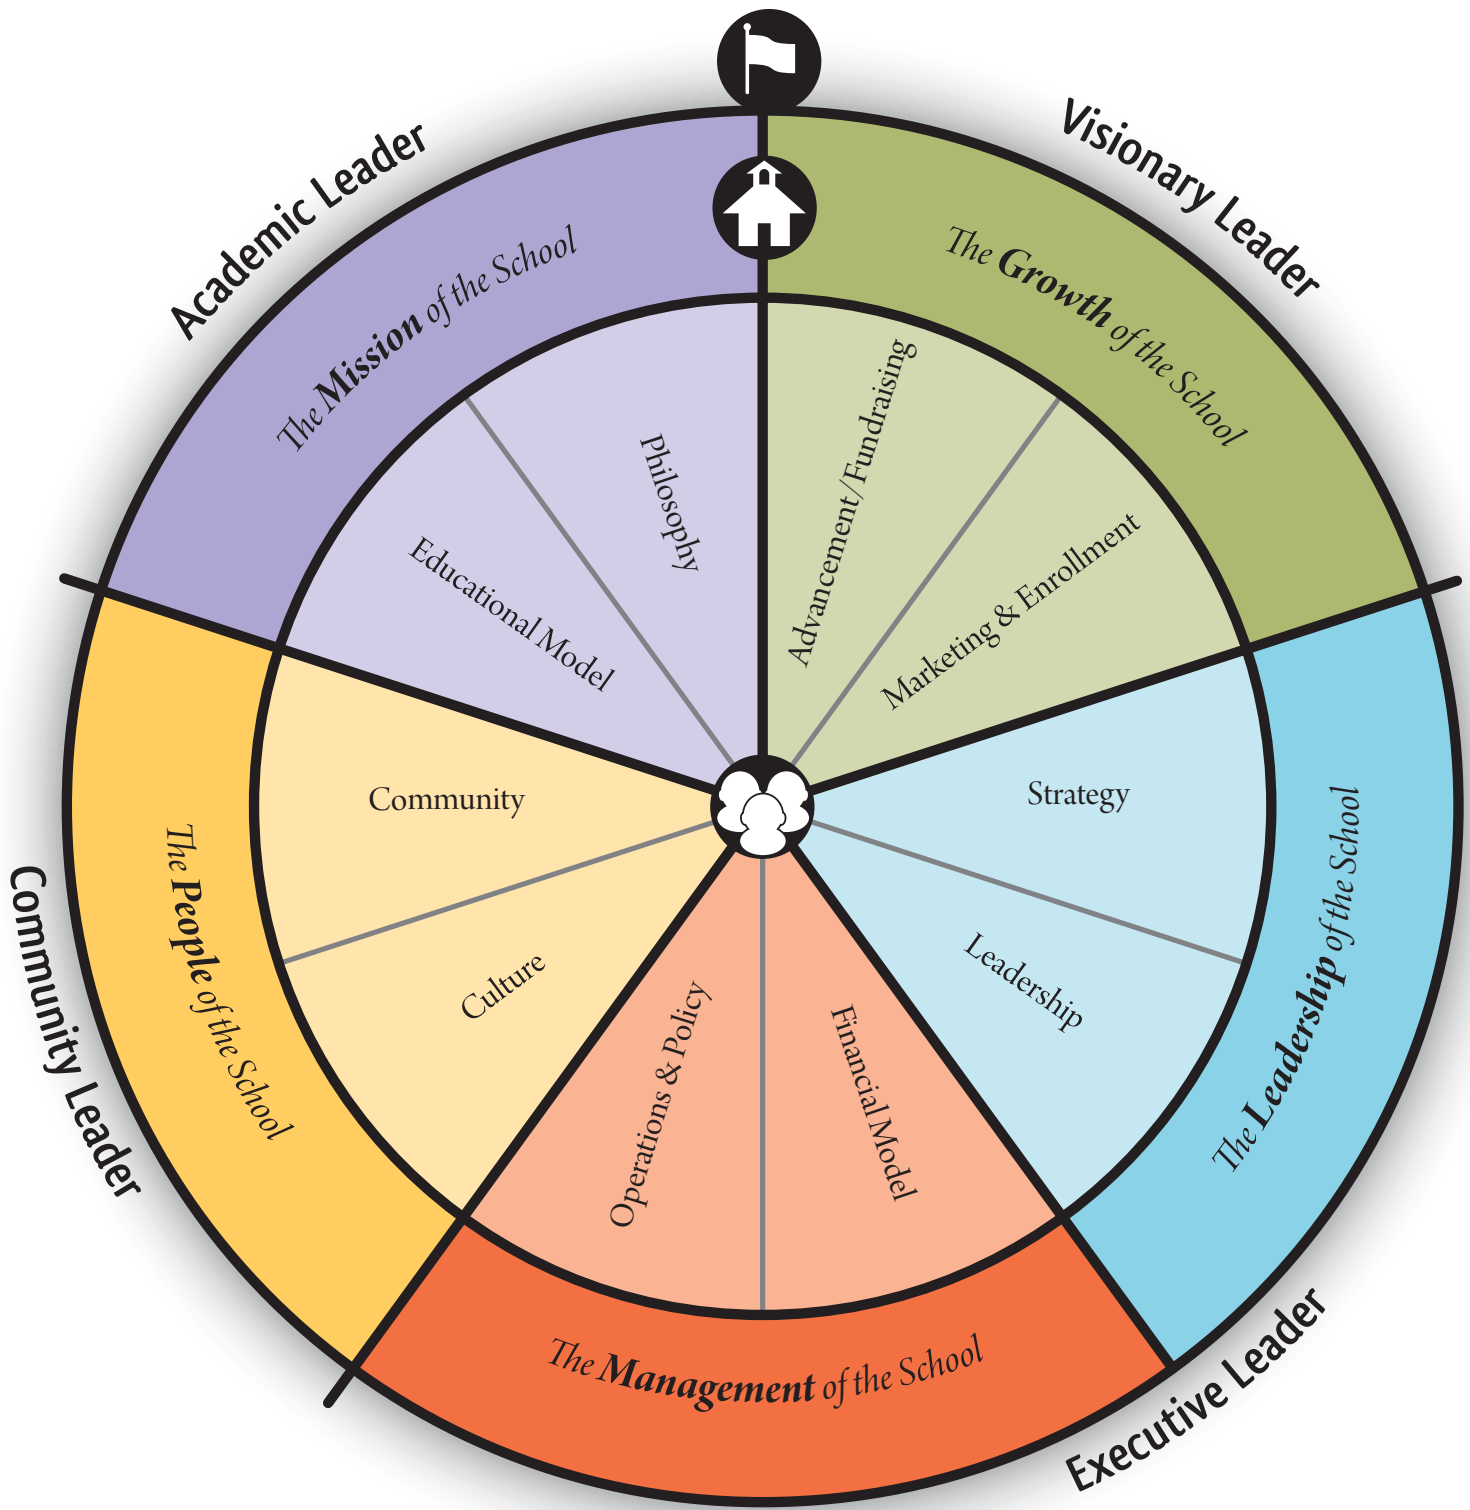 Academic Leader
Visionary Leader
The Mission of the School
The Growth of the School
Philosophy
Advancement/Fundraising
Educational Model
Marketing & Enrollment
Community
Strategy
Culture
Leadership
The People of the School
The Leadership of the School
Community Leader
Operations & Policy
Financial Model
The Management of the School
Executive Leader